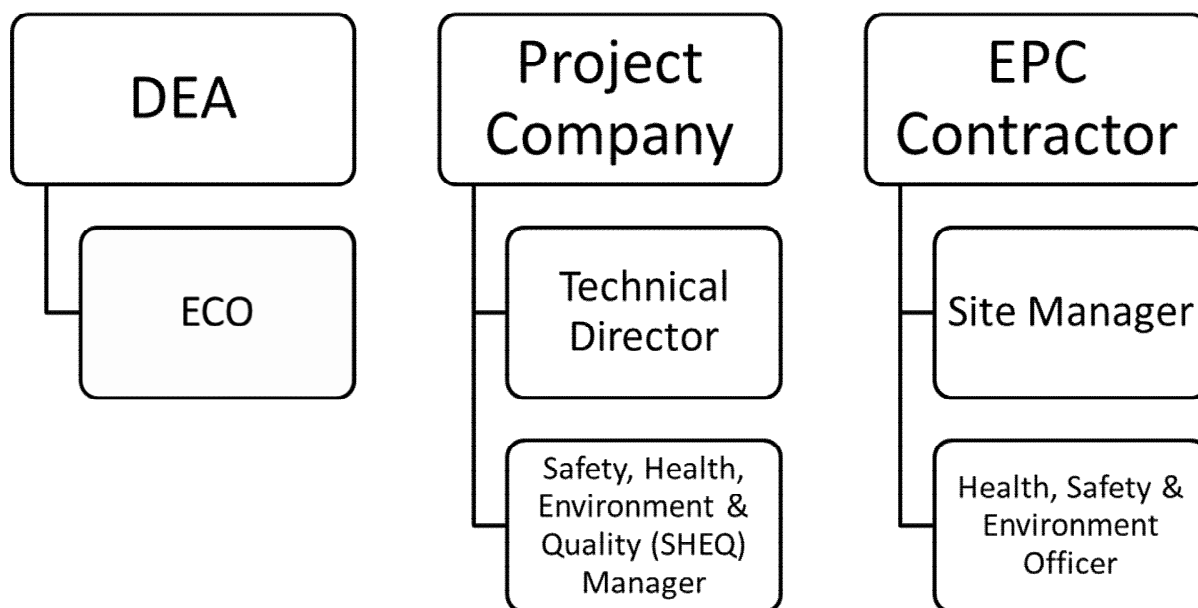 DEA
ECO
Project
Company
Technical
Director
Safety, Health,
Environment &
Quality (SHEQ)
Manager
EPC
Contractor
Site Manager
Health, Safety &
Environment
Officer